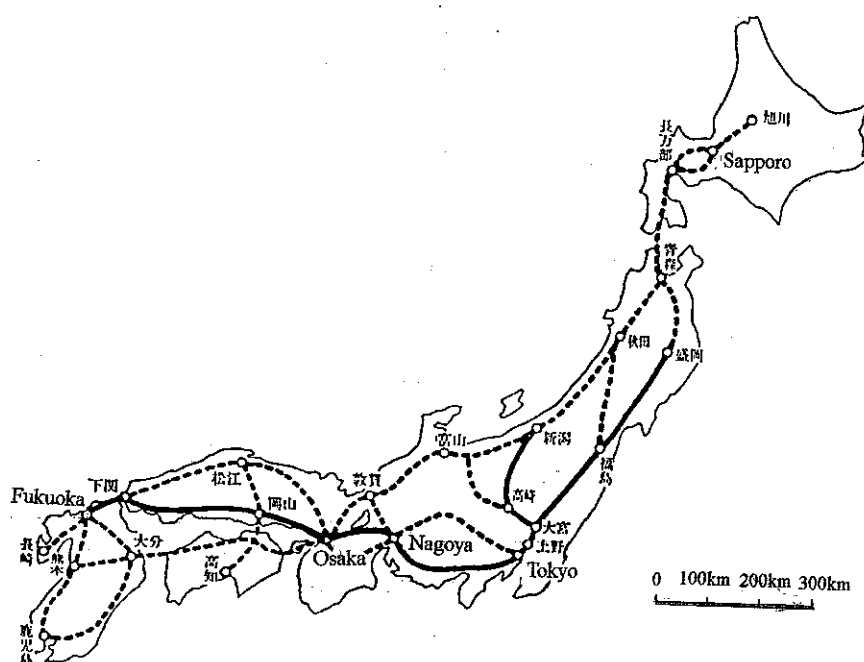 旭川
長万部
Sapporo
青森
秋田
盛岡
新潟
富山
福島
高崎
松江
敦賀
下関
岡山
大宮
Fukuoka
上野
長崎
大分
Osaka
Nagoya
Tokyo
熊本
高知
0 100km 200km 300km
鹿児島